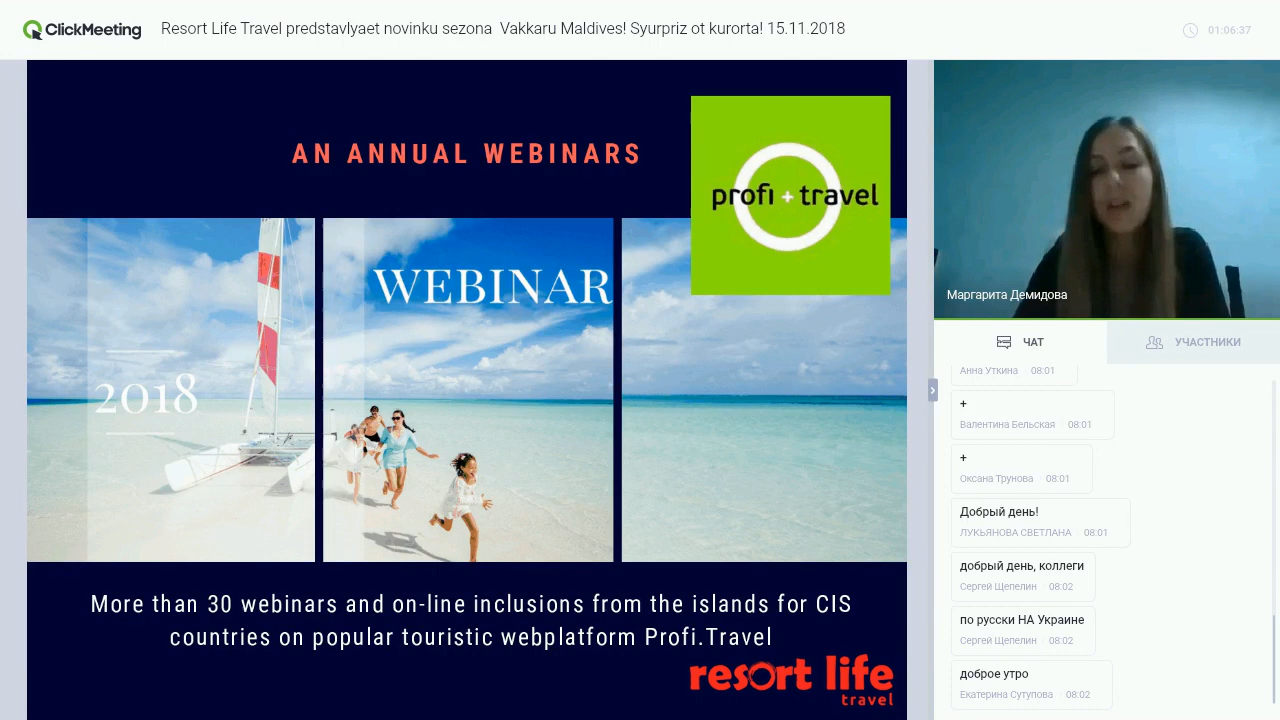 ClickMeeting
Resort Life Travel predstavlyaet novinku sezona Vakkaru Maldives! Syurpriz ot kurorta! 15.11.2018
01:06:37
AN ANNUAL WEBINARS
profi + travel
WEBINAR
2018
More than 30 webinars and on-line inclusions from the islands for CIS
countries on popular touristic webplatform Profi.Travel
resort life
travel
Маргарита Демидова
ЧАТ
УЧАСТНИКИ
Анна Уткина 08:01
+
Валентина Бельская 08:01
+
Оксана Трунова 08:01
Добрый день!
ЛУКЬЯНОВА СВЕТЛАНА 08:01
добрый день, коллеги
Сергей Щепелин 08:02
по русски НА Украине
Сергей Щепелин 08:02
доброе утро
Екатерина Сутупова 08:02